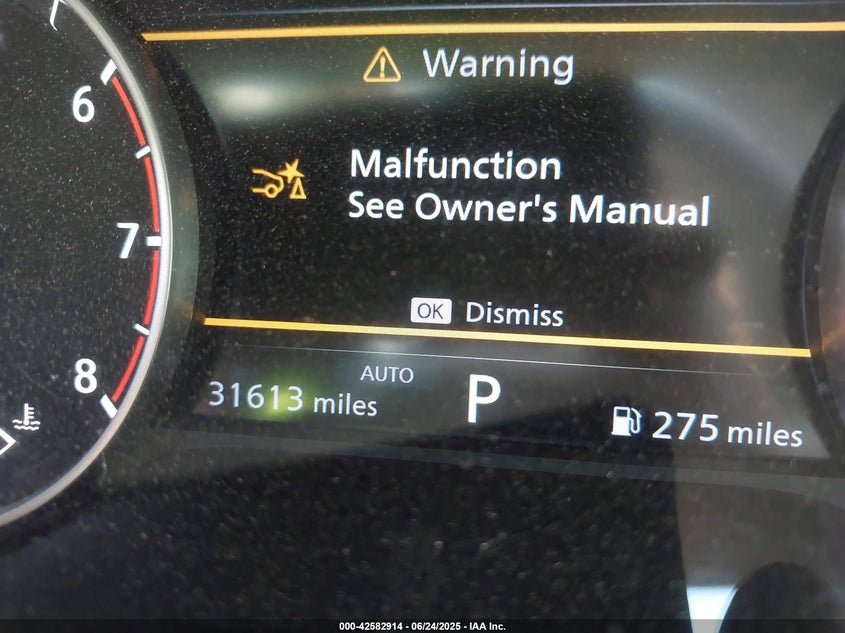 6
7
8
Warning
Malfunction
See Owner's Manual
OK Dismiss
AUTO
31613 miles
P
275 miles
000-42582914 - 06/24/2025 - IAA Inc.